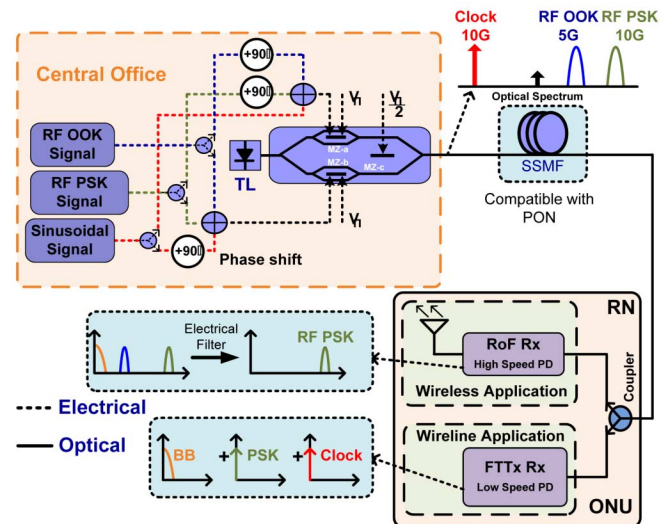 Clock
10G
RF OOK
5G
RF PSK
10G
Optical Spectrum
Central Office
+90▯
+90▯
Vπ
Vπ
2
RF OOK
Signal
RF PSK
Signal
Sinusoidal
Signal
TL
MZ-a
MZ-b
MZ-c
Vπ
+90▯
Phase shift
SSMF
Compatible with
PON
RN
Electrical
Filter
RF PSK
RoF Rx
High Speed PD
Wireless Application
Coupler
Electrical
Optical
BB
+
PSK
+
Clock
Wireline Application
FTTx Rx
Low Speed PD
ONU